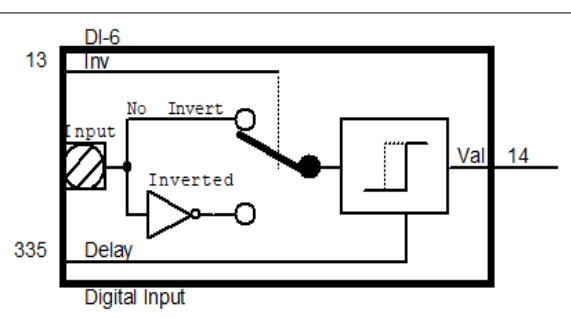 DI-6
13 Inv
No Invert
Input
Val 14
Inverted
335 Delay
Digital Input